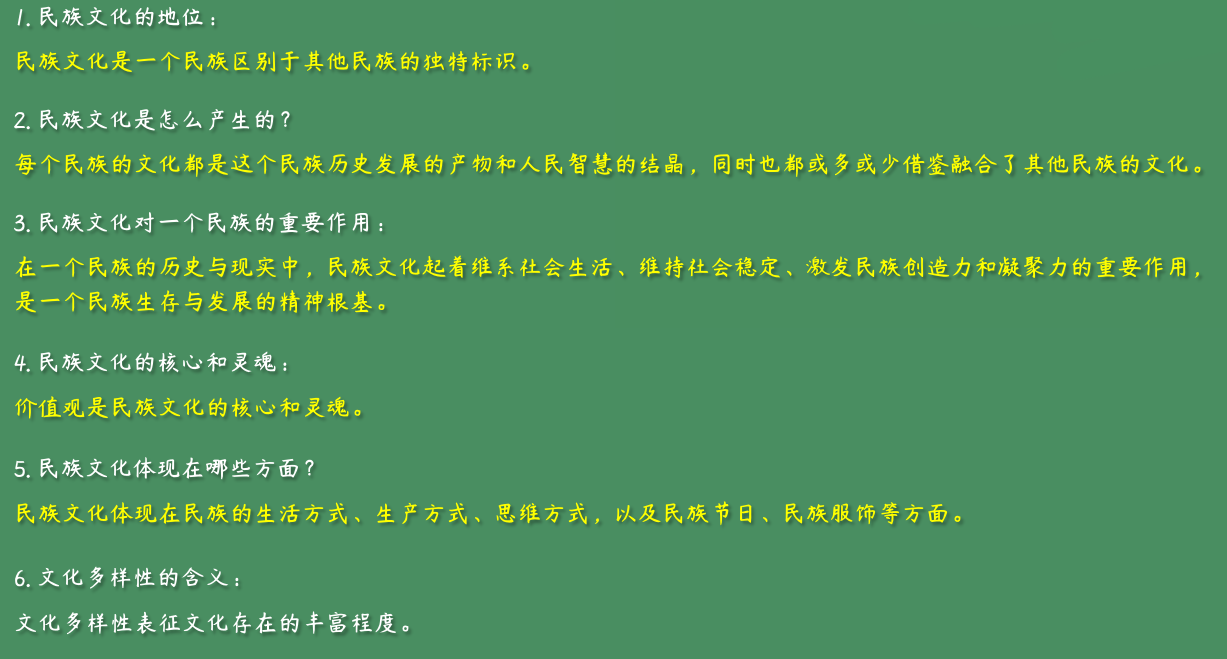 1. 民族文化的地位：
民族文化是一个民族区别于其他民族的独特标识。
2. 民族文化是怎么产生的？
每个民族的文化都是这个民族历史发展的产物和人民智慧的结晶，同时也都或多或少借鉴融合了其他民族的文化。
3. 民族文化对一个民族的重要作用：
在一个民族的历史与现实中，民族文化起着维系社会生活、维持社会稳定、激发民族创造力和凝聚力的重要作用，
是一个民族生存与发展的精神根基。
4. 民族文化的核心和灵魂：
价值观是民族文化的核心和灵魂。
5. 民族文化体现在哪些方面？
民族文化体现在民族的生活方式、生产方式、思维方式，以及民族节日、民族服饰等方面。
6. 文化多样性的含义：
文化多样性表征文化存在的丰富程度。